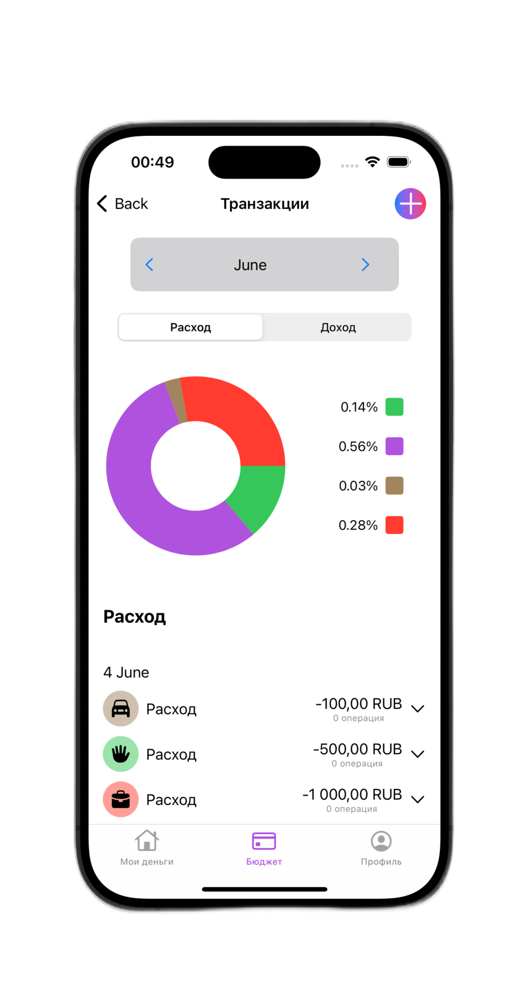 00:49
Back
Транзакции
June
Расход
Доход
0.14%
0.56%
0.03%
0.28%
Расход
4 June
Расход
-100,00 RUB
0 операция
Расход
-500,00 RUB
0 операция
Расход
-1 000,00 RUB
0 операция
Мои деньги
Бюджет
Профиль